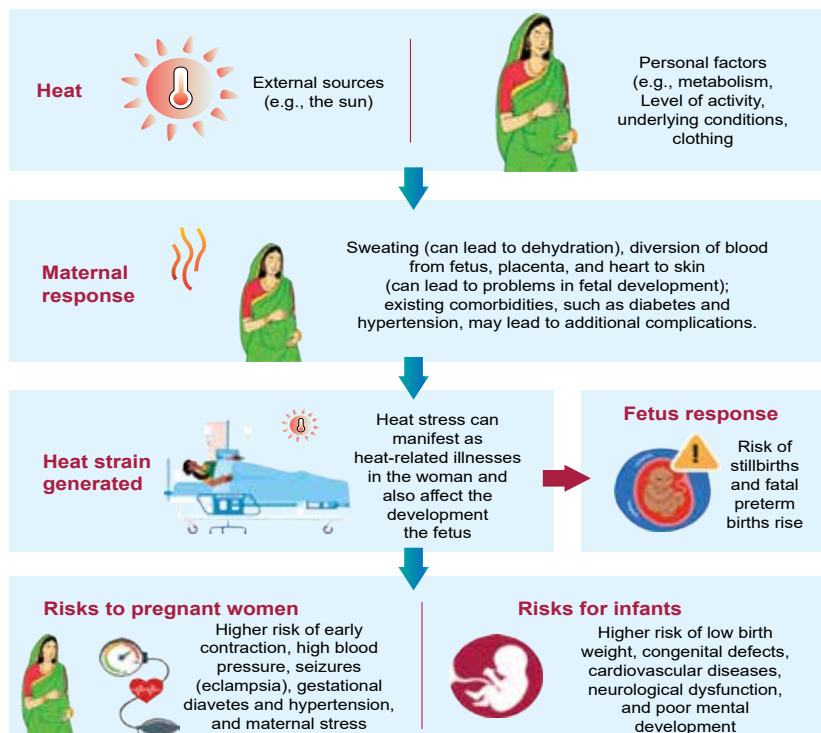 Heat
External sources
(e.g., the sun)
Personal factors
(e.g., metabolism,
Level of activity,
underlying conditions,
clothing
Maternal
response
Sweating (can lead to dehydration), diversion of blood
from fetus, placenta, and heart to skin
(can lead to problems in fetal development);
existing comorbidities, such as diabetes and
hypertension, may lead to additional complications.
Heat strain
generated
Heat stress can
manifest as
heat-related illnesses
in the woman and
also affect the
development
the fetus
Fetus response
Risk of
stillbirths
and fatal
preterm
births rise
Risks to pregnant women
Higher risk of early
contraction, high blood
pressure, seizures
(eclampsia), gestational
diavetes and hypertension,
and maternal stress
Risks for infants
Higher risk of low birth
weight, congenital defects,
cardiovascular diseases,
neurological dysfunction,
and poor mental
development